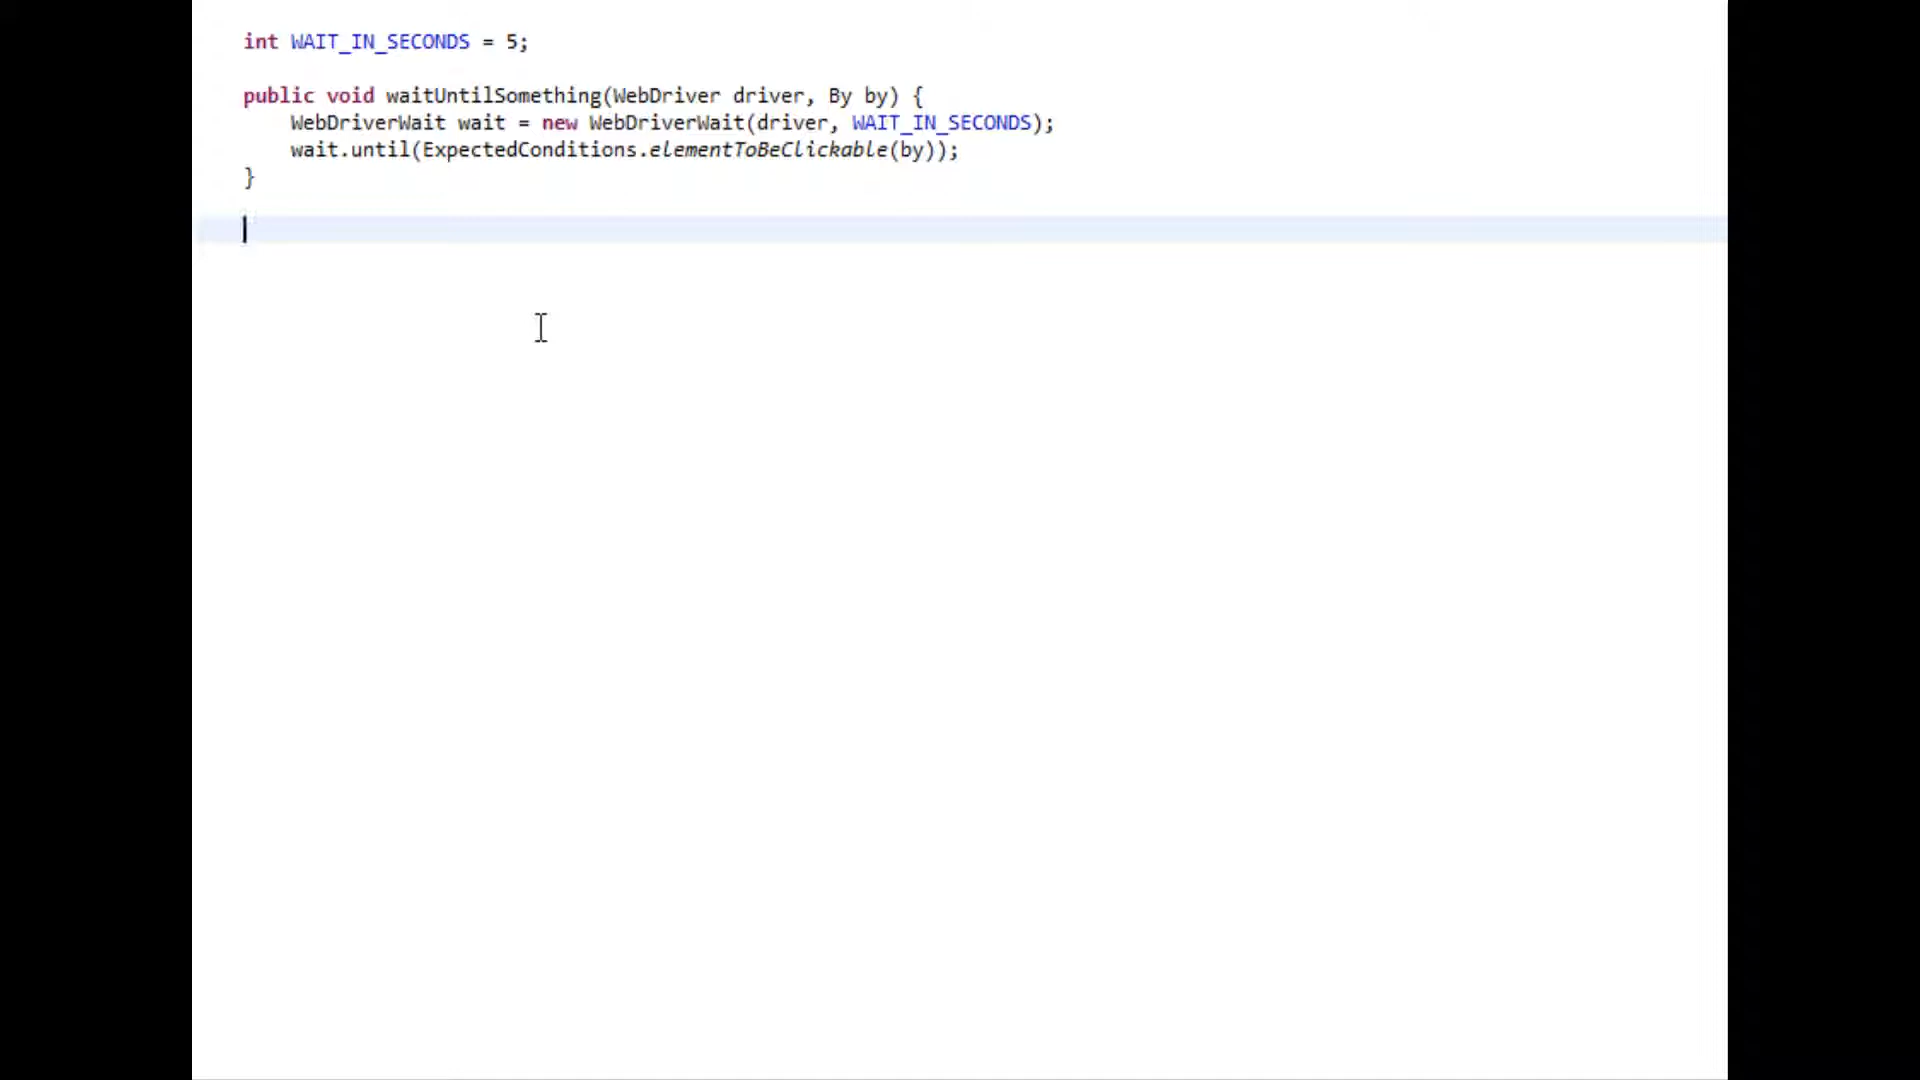 int WAIT_IN_SECONDS = 5;
public void waitUntilSomething(WebDriver driver, By by) {
WebDriverWait wait = new WebDriverWait(driver, WAIT_IN_SECONDS);
wait.until(ExpectedConditions.elementToBeClickable(by));
}